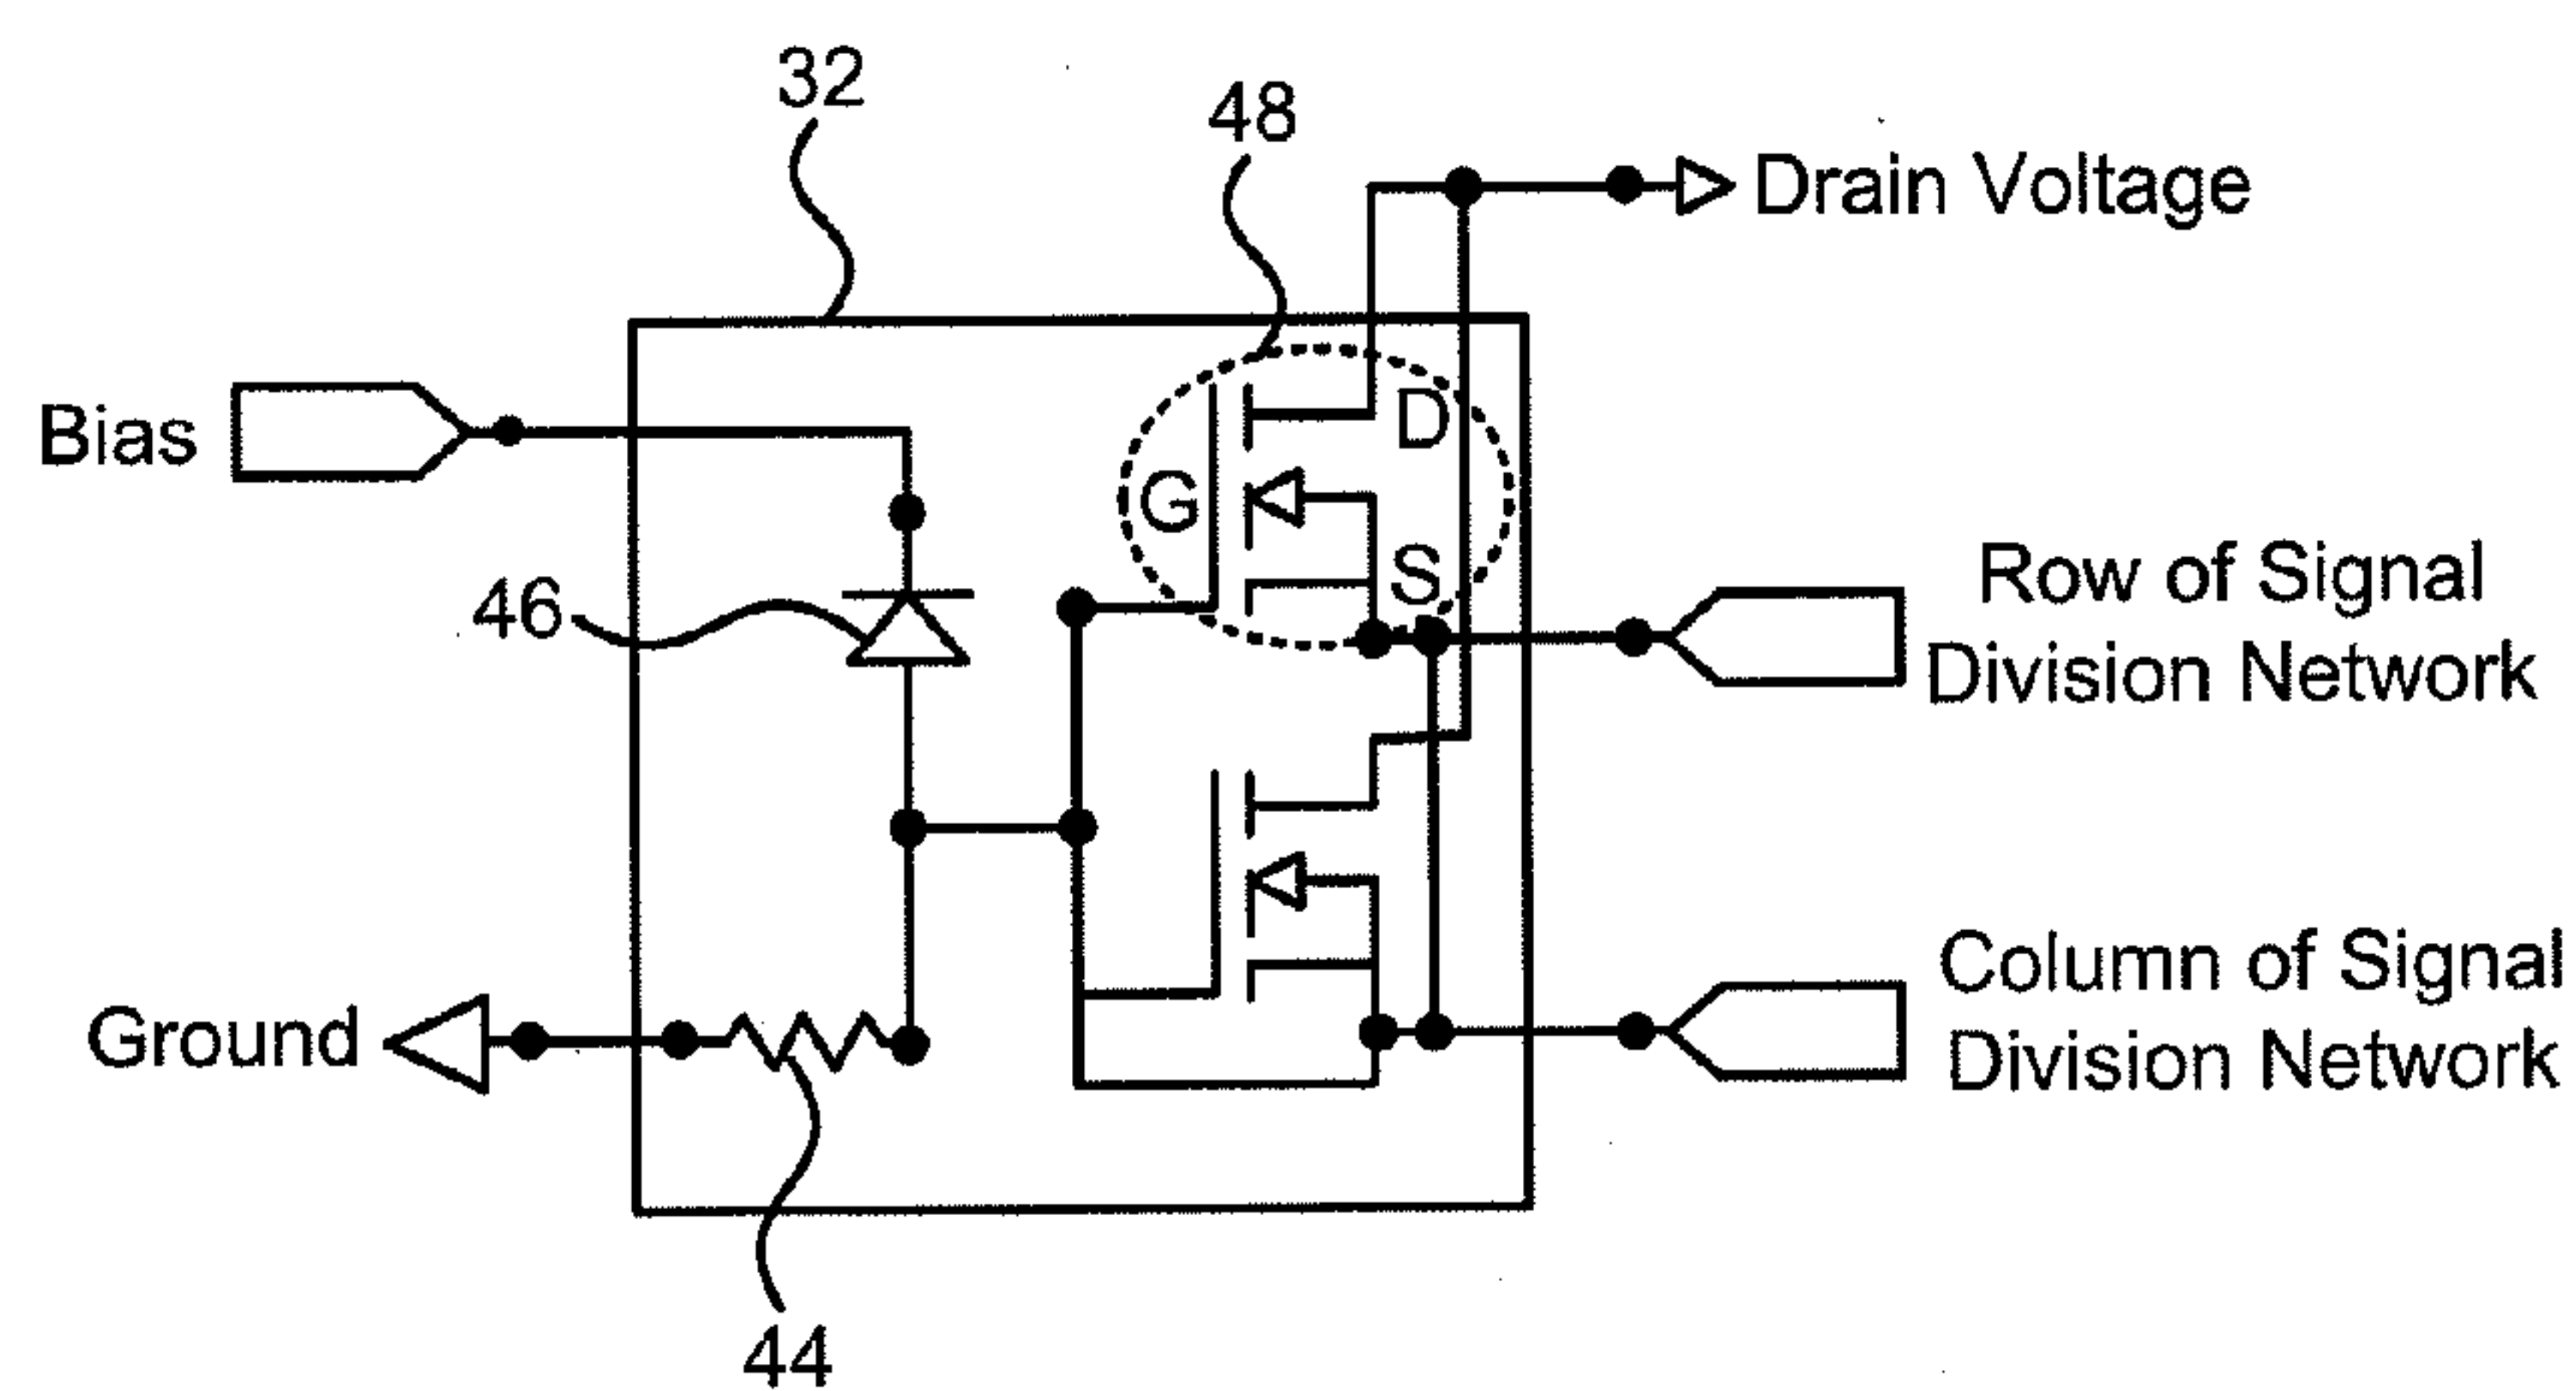 32
48
Drain Voltage
Bias
D
G
S
46
Row of Signal
Division Network
Column of Signal
Division Network
Ground
44